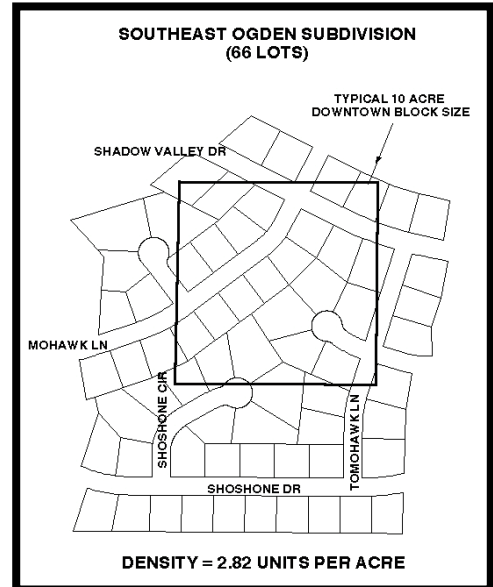 SOUTHEAST OGDEN SUBDIVISION
(66 LOTS)
TYPICAL 10 ACRE
DOWNTOWN BLOCK SIZE
SHADOW VALLEY DR
MOHAWK LN
SHOSHONE CIR
TOMOHAWK LN
SHOSHONE DR
DENSITY = 2.82 UNITS PER ACRE